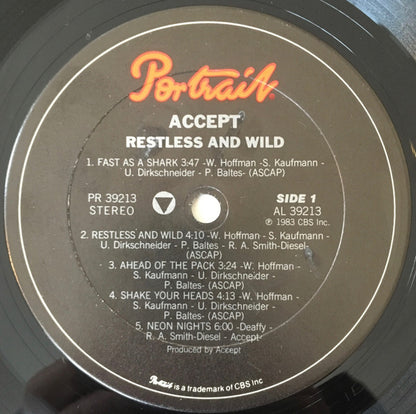 Portrait
ACCEPT
RESTLESS AND WILD
1. FAST AS A SHARK 3:47 -W. Hoffman -S. Kaufmann -
U. Dirkschneider - P. Baltes- (ASCAP)
PR 39213
STEREO
SIDE 1
AL 39213
℗ 1983 CBS Inc.
2. RESTLESS AND WILD 4:10 -W. Hoffman - S. Kaufmann -
U. Dirkschneider - P. Baltes - R. A. Smith-Diesel-
(ASCAP)
3. AHEAD OF THE PACK 3:24 -W. Hoffman -
S. Kaufmann - U. Dirkschneider -
P. Baltes- (ASCAP)
4. SHAKE YOUR HEADS 4:13 -W. Hoffman -
S. Kaufmann - U. Dirkschneider -
P. Baltes- (ASCAP)
5. NEON NIGHTS 6:00 -Deaffy -
R. A. Smith-Diesel - Accept-
Produced by Accept
Portrait is a trademark of CBS Inc